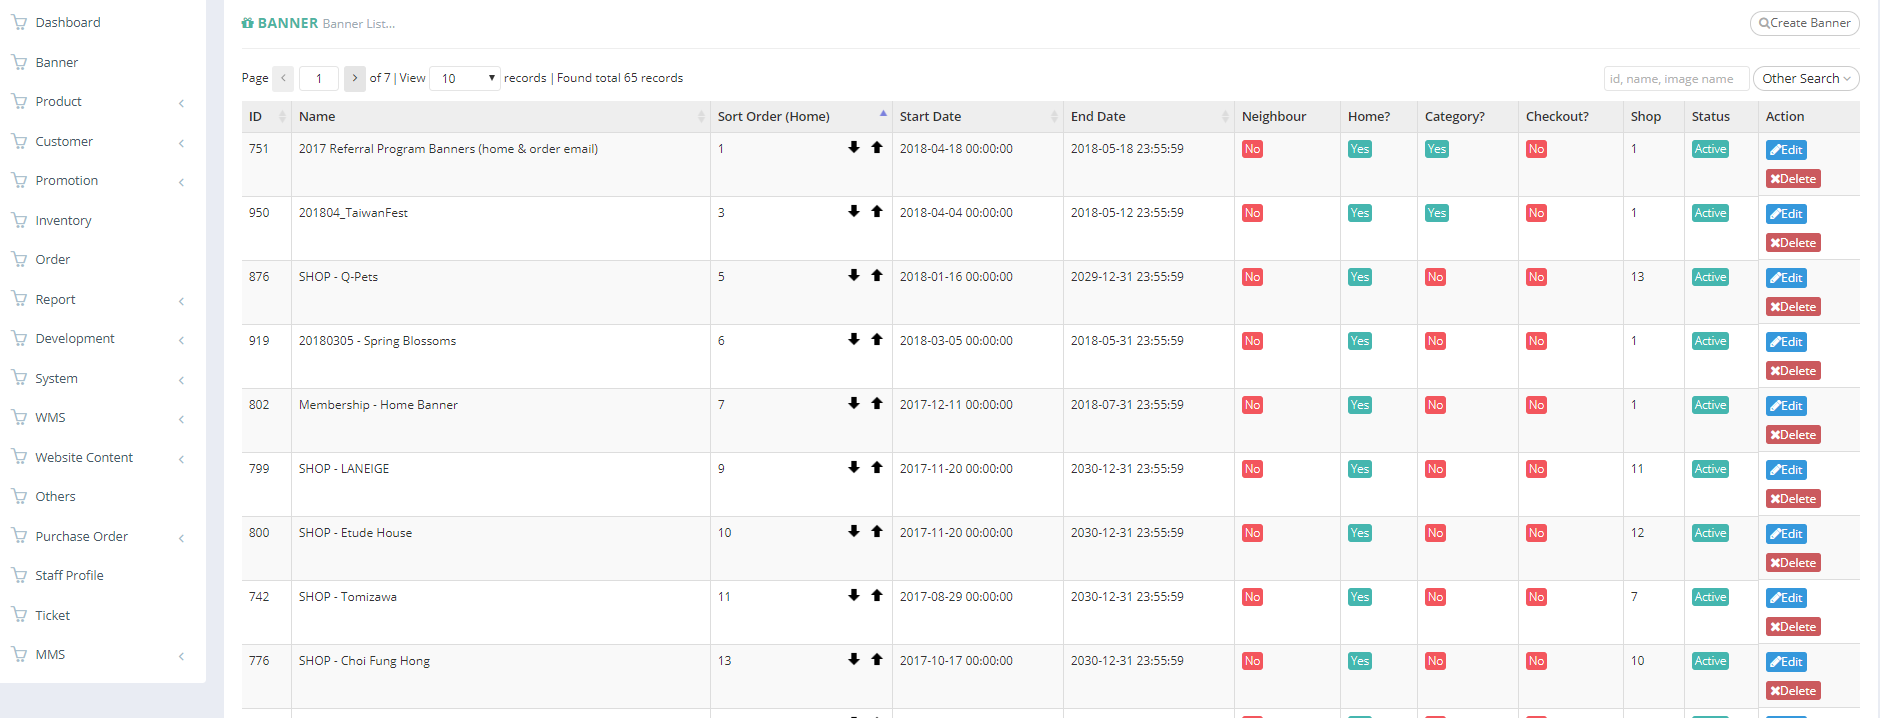 Dashboard
Banner
Product
Customer
Promotion
Inventory
Order
Report
Development
System
WMS
Website Content
Others
Purchase Order
Staff Profile
Ticket
MMS
BANNER Banner List...
Create Banner
Page 1 of 7 | View 10 records | Found total 65 records
id, name, image name Other Search
ID Name Sort Order (Home) Start Date End Date Neighbour Home? Category? Checkout? Shop Status Action
751 2017 Referral Program Banners (home & order email) 1 2018-04-18 00:00:00 2018-05-18 23:55:59 No Yes Yes No 1 Active Edit
Delete
950 201804_TaiwanFest 3 2018-04-04 00:00:00 2018-05-12 23:55:59 No Yes Yes No 1 Active Edit
Delete
876 SHOP - Q-Pets 5 2018-01-16 00:00:00 2029-12-31 23:55:59 No Yes No No 13 Active Edit
Delete
919 20180305 - Spring Blossoms 6 2018-03-05 00:00:00 2018-05-31 23:55:59 No Yes No No 1 Active Edit
Delete
802 Membership - Home Banner 7 2017-12-11 00:00:00 2018-07-31 23:55:59 No Yes No No 1 Active Edit
Delete
799 SHOP - LANEIGE 9 2017-11-20 00:00:00 2030-12-31 23:55:59 No Yes No No 11 Active Edit
Delete
800 SHOP - Etude House 10 2017-11-20 00:00:00 2030-12-31 23:55:59 No Yes No No 12 Active Edit
Delete
742 SHOP - Tomizawa 11 2017-08-29 00:00:00 2030-12-31 23:55:59 No Yes No No 7 Active Edit
Delete
776 SHOP - Choi Fung Hong 13 2017-10-17 00:00:00 2030-12-31 23:55:59 No Yes No No 10 Active Edit
Delete